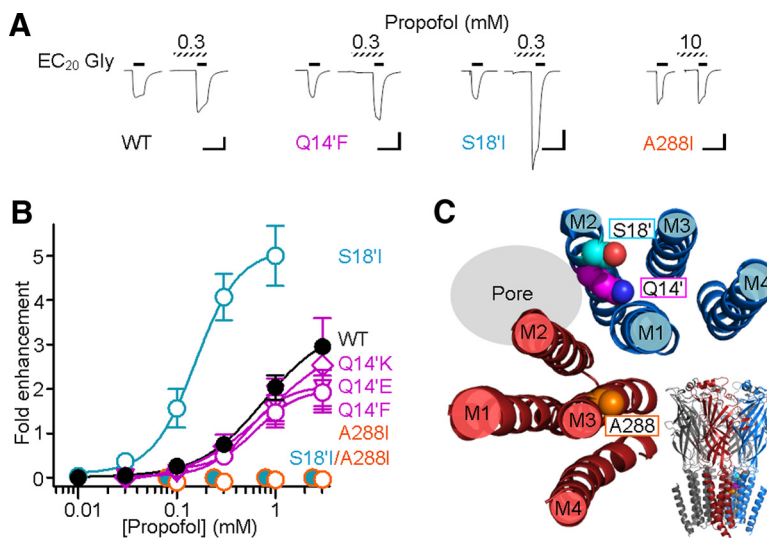 A
Propofol (mM)
0.3 0.3 0.3 10
EC20 Gly
WT Q14'F S18'I A288I
B
Fold enhancement
5
4
3
2
1
0
0.01 0.1 1
[Propofol] (mM)
S18'I
WT
Q14'K
Q14'E
Q14'F
A288I
S18'I/A288I
C
M2 S18' M3
Q14' M4
Pore
M1
M2
M1 M3 A288
M4